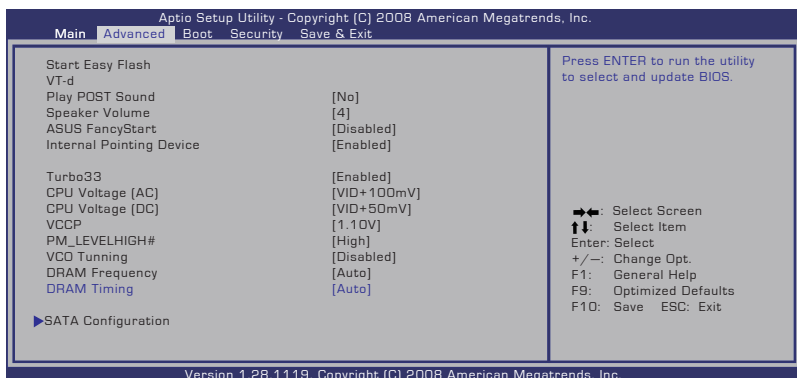 Aptio Setup Utility - Copyright (C) 2008 American Megatrends, Inc.
Main Advanced Boot Security Save & Exit
Start Easy Flash
VT-d
Play POST Sound [No]
Speaker Volume [4]
ASUS FancyStart [Disabled]
Internal Pointing Device [Enabled]
Turbo33 [Enabled]
CPU Voltage (AC) [VID+100mV]
CPU Voltage (DC) [VID+50mV]
VCCP [1.10V]
PM_LEVELHIGH# [High]
VCO Tunning [Disabled]
DRAM Frequency [Auto]
DRAM Timing [Auto]
SATA Configuration
Press ENTER to run the utility
to select and update BIOS.
: Select Screen
: Select Item
Enter: Select
+/—: Change Opt.
F1: General Help
F9: Optimized Defaults
F10: Save ESC: Exit
Version 1.28.1119. Copyright (C) 2008 American Megatrends, Inc.